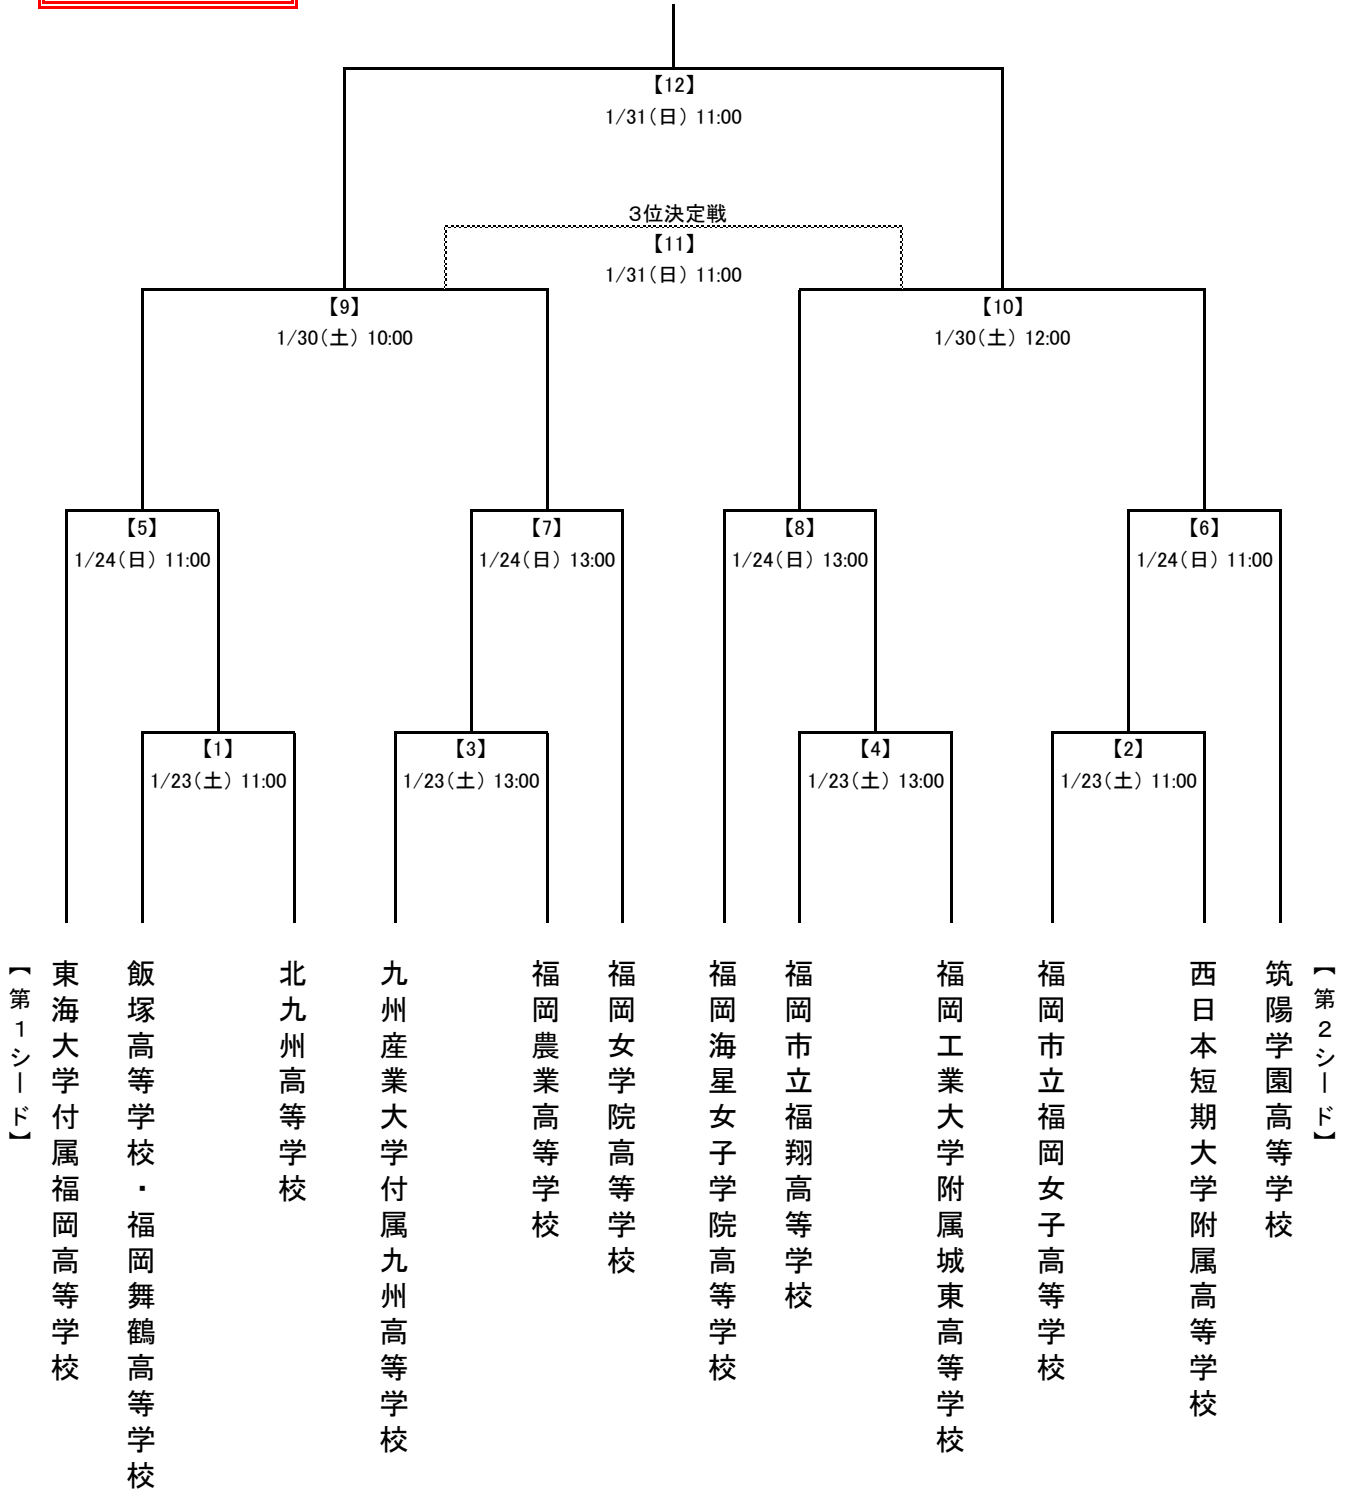 【12】
1/31（日） 11:00
３位決定戦
【11】
1/31（日） 11:00
【9】
1/30（土） 10:00
【10】
1/30（土） 12:00
【5】
1/24（日） 11:00
【7】
1/24（日） 13:00
【8】
1/24（日） 13:00
【6】
1/24（日） 11:00
【1】
1/23（土） 11:00
【3】
1/23（土） 13:00
【4】
1/23（土） 13:00
【2】
1/23（土） 11:00
【第１シード】
東海大学付属福岡高等学校
飯塚高等学校・福岡舞鶴高等学校
北九州高等学校
九州産業大学付属九州高等学校
福岡農業高等学校
福岡女学院高等学校
福岡海星女子学院高等学校
福岡市立福翔高等学校
福岡工業大学附属城東高等学校
福岡市立福岡女子高等学校
西日本短期大学附属高等学校
筑陽学園高等学校
【第２シード】